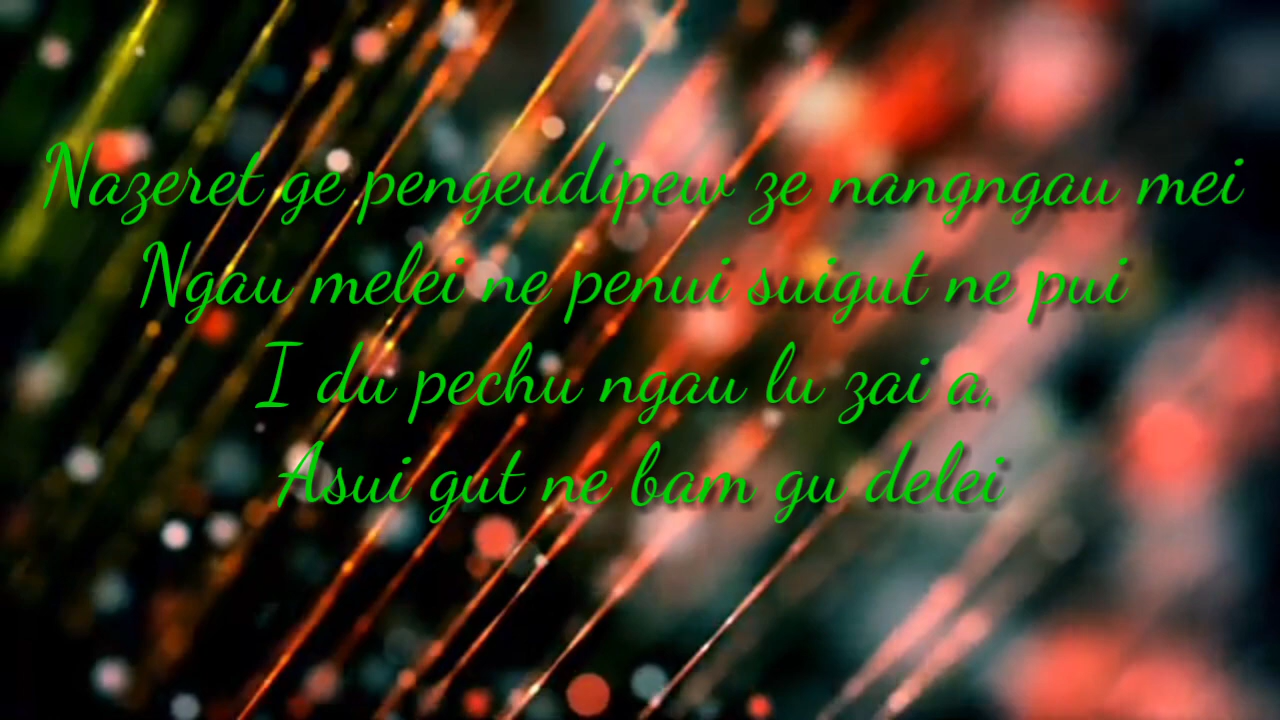 Nazeret ge pengeudipew ze nangngau mei
Ngau melei ne penui suigut ne pui
I du pechu ngau lu zai a,
Asui gut ne bam gu delei